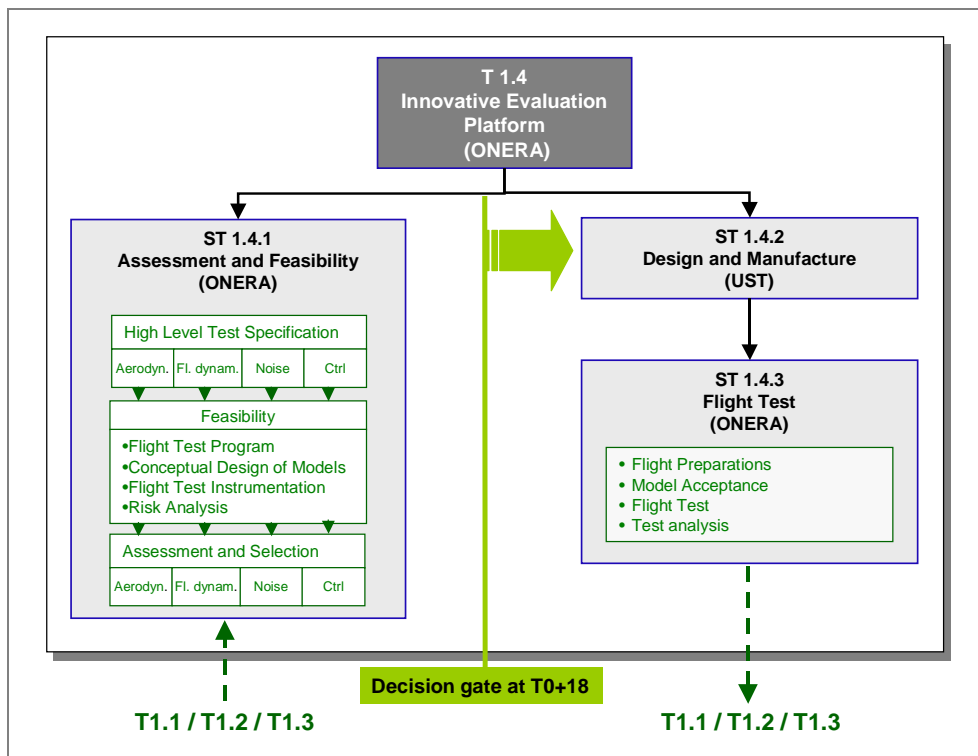 T 1.4
Innovative Evaluation
Platform
(ONERA)
ST 1.4.1
Assessment and Feasibility
(ONERA)
High Level Test Specification
Aerodyn. Fl. dynam. Noise Ctrl
Feasibility
•Flight Test Program
•Conceptual Design of Models
•Flight Test Instrumentation
•Risk Analysis
Assessment and Selection
Aerodyn. Fl. dynam. Noise Ctrl
ST 1.4.2
Design and Manufacture
(UST)
ST 1.4.3
Flight Test
(ONERA)
• Flight Preparations
• Model Acceptance
• Flight Test
• Test analysis
Decision gate at T0+18
T1.1 / T1.2 / T1.3
T1.1 / T1.2 / T1.3